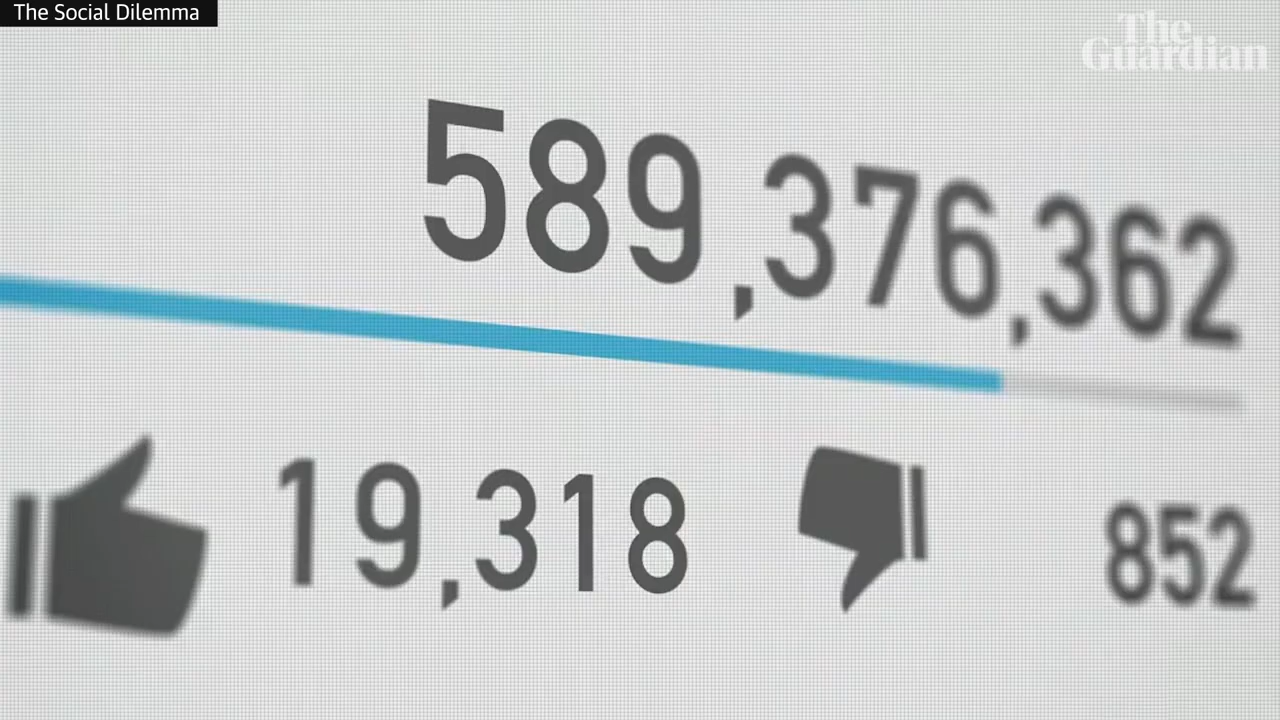 The Social Dilemma
The
Guardian
589,376,362
19,318
852